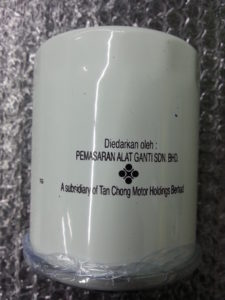 Diedarkan oleh :
PEMASARAN ALAT GANTI SDN. BHD.
A subsidiary of Tan Chong Motor Holdings Berhad